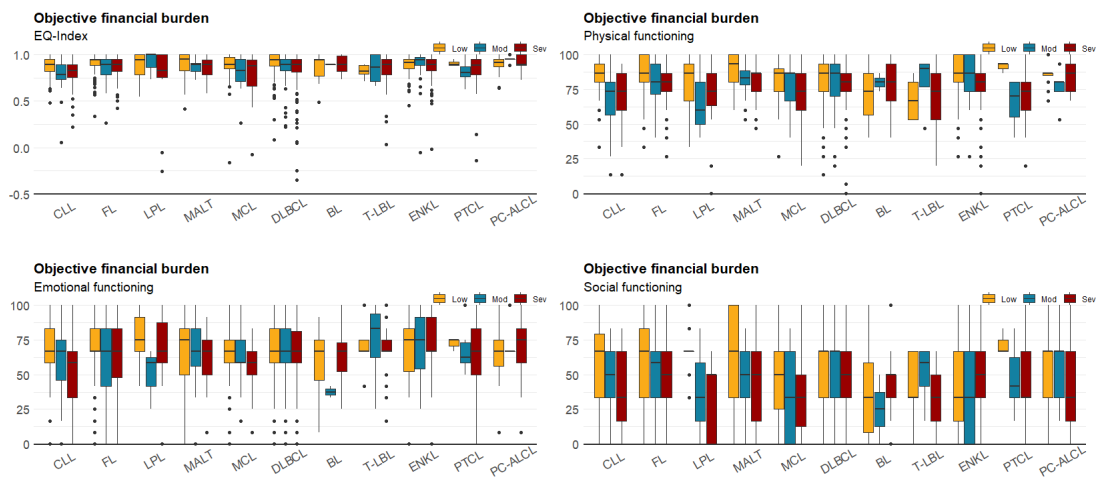 Objective financial burden
EQ-Index
Low Mod Sev
1.0
0.5
0.0
-0.5
CLL FL LPL MALT MCL DLBCL BL T-LBL ENKL PTCL PC-ALCL
Objective financial burden
Physical functioning
Low Mod Sev
100
75
50
25
0
CLL FL LPL MALT MCL DLBCL BL T-LBL ENKL PTCL PC-ALCL
Objective financial burden
Emotional functioning
Low Mod Sev
100
75
50
25
0
CLL FL LPL MALT MCL DLBCL BL T-LBL ENKL PTCL PC-ALCL
Objective financial burden
Social functioning
Low Mod Sev
100
75
50
25
0
CLL FL LPL MALT MCL DLBCL BL T-LBL ENKL PTCL PC-ALCL